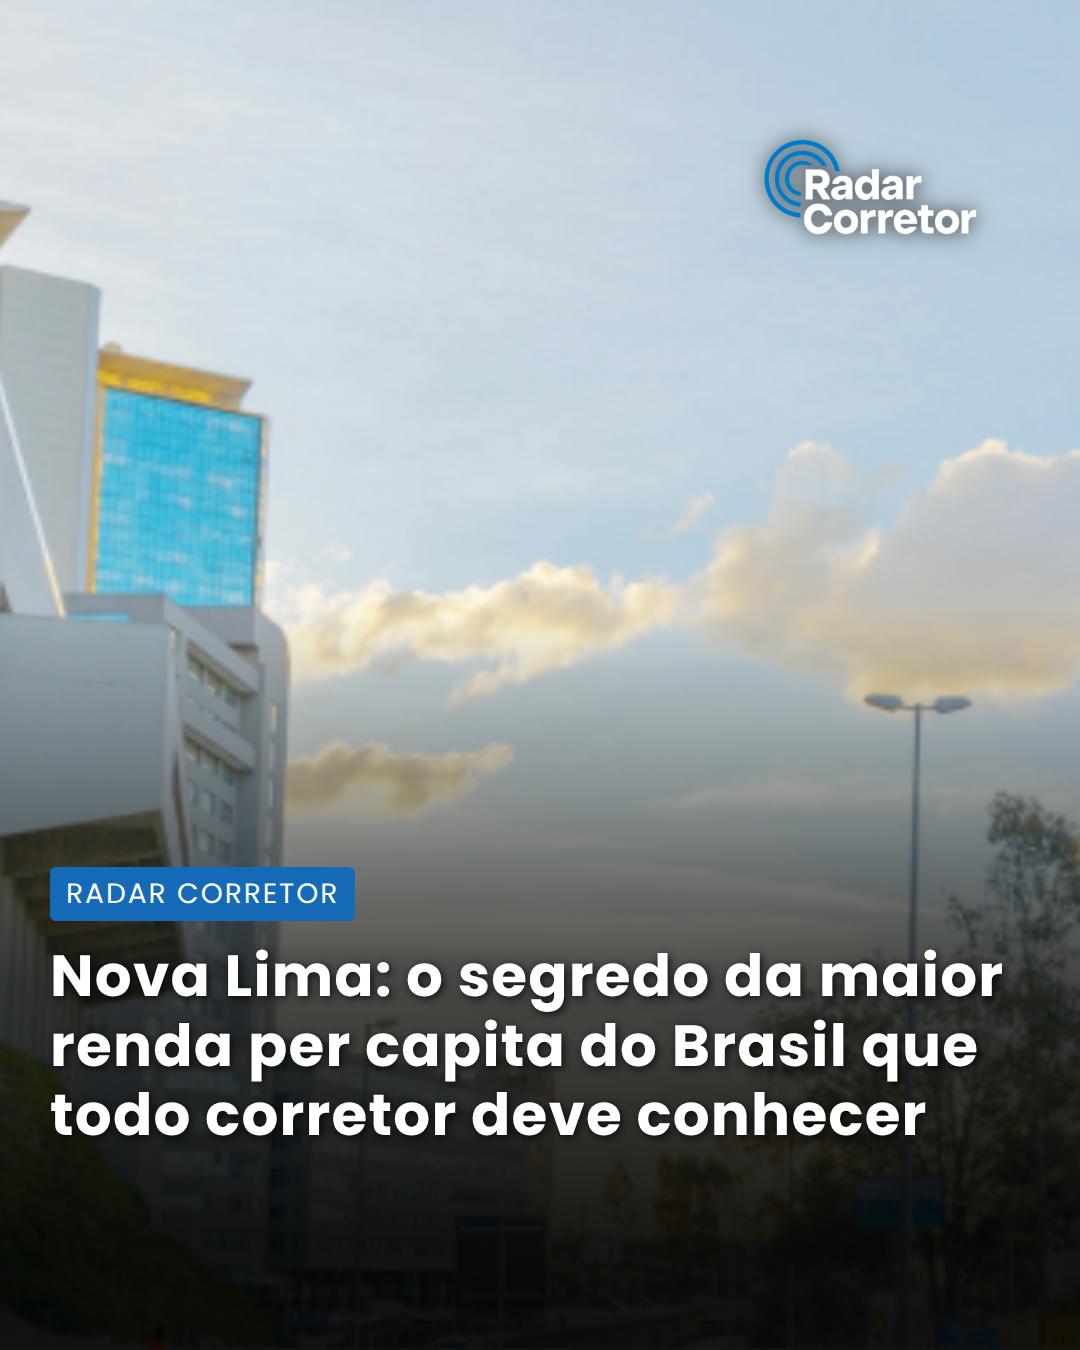 Radar
Corretor
RADAR CORRETOR
Nova Lima: o segredo da maior
renda per capita do Brasil que
todo corretor deve conhecer